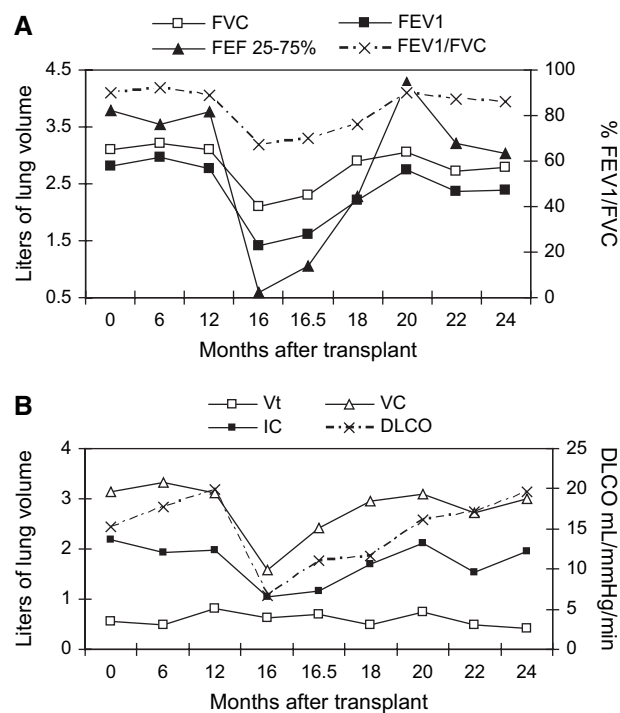 A
FVC FEV1
FEF 25-75% FEV1/FVC
4.5 100
80
3.5
60
2.5
40
1.5
20
0.5 0
0 6 12 16 16.5 18 20 22 24
Liters of lung volume
% FEV1/FVC
Months after transplant
B
Vt VC
IC DLCO
4 25
20
3
15
2
10
1
5
0 0
0 6 12 16 16.5 18 20 22 24
Liters of lung volume
DLCO mL/mmHg/min
Months after transplant